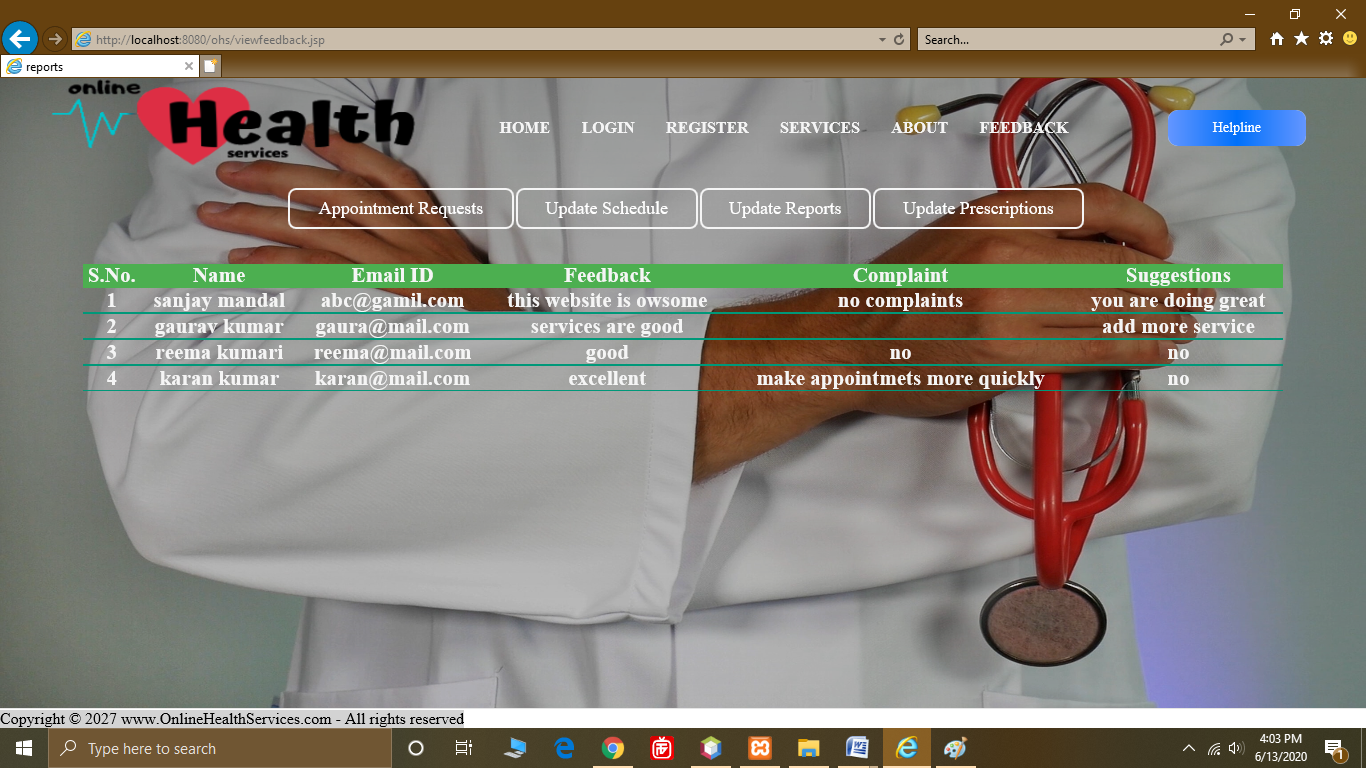 http://localhost:8080/ohs/viewfeedback.jsp
Search...
reports
online
Health
services
HOME LOGIN REGISTER SERVICES ABOUT FEEDBACK
Helpline
Appointment Requests Update Schedule Update Reports Update Prescriptions
S.No. Name Email ID Feedback Complaint Suggestions
1 sanjay mandal abc@gamil.com this website is owsome no complaints you are doing great
2 gaurav kumar gaura@mail.com services are good add more service
3 reema kumari reema@mail.com good no no
4 karan kumar karan@mail.com excellent make appointmets more quickly no
Copyright © 2027 www.OnlineHealthServices.com - All rights reserved
Type here to search
4:03 PM
6/13/2020
1